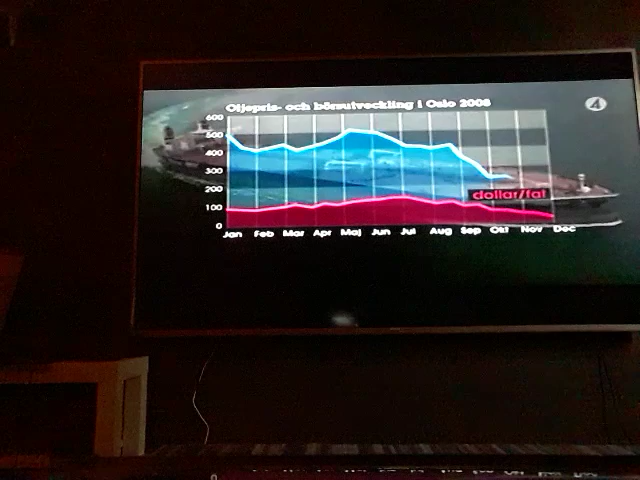 Oljepris- och börsutveckling i Oslo 2008
4
600
500
400
300
200
100
0
dollar/fat
Jan Feb Mar Apr Maj Jun Jul Aug Sep Okt Nov Dec